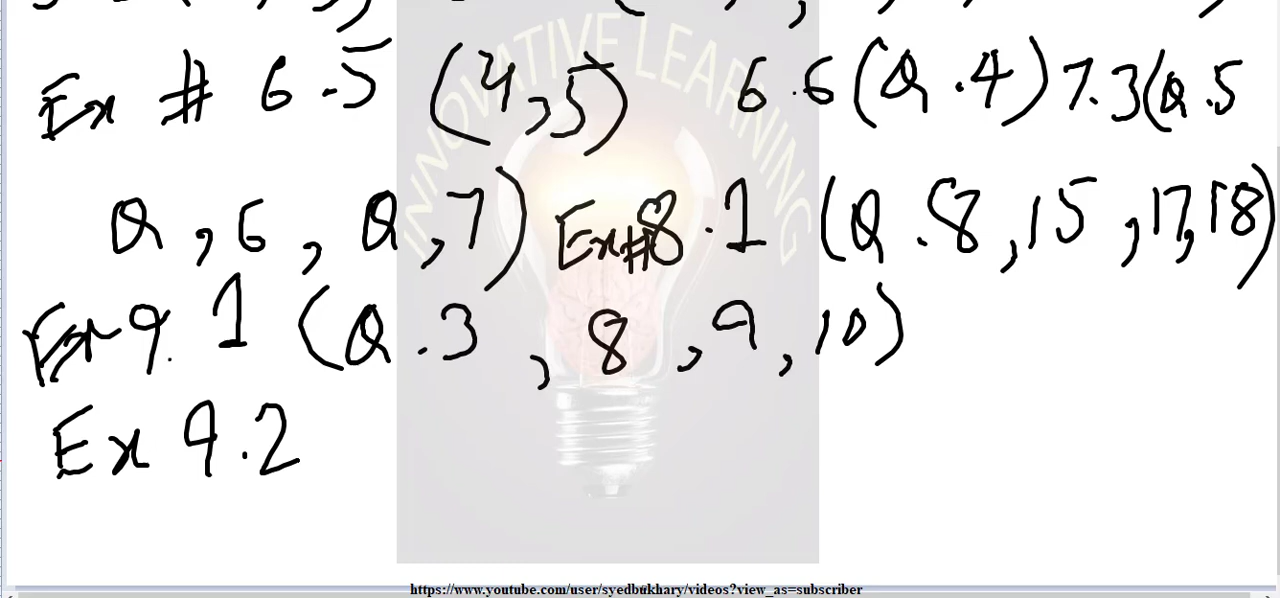 Ex # 6.5 (4,5) 6.6(Q.4) 7.3(Q.5
Q,6, Q,7) Ex#8.1 (Q.8,15,17,18)
Ex 9.1 (Q.3,8,9,10)
Ex 9.2
INNOVATIVE LEARNING
https://www.youtube.com/user/syedbukhary/videos?view_as=subscriber